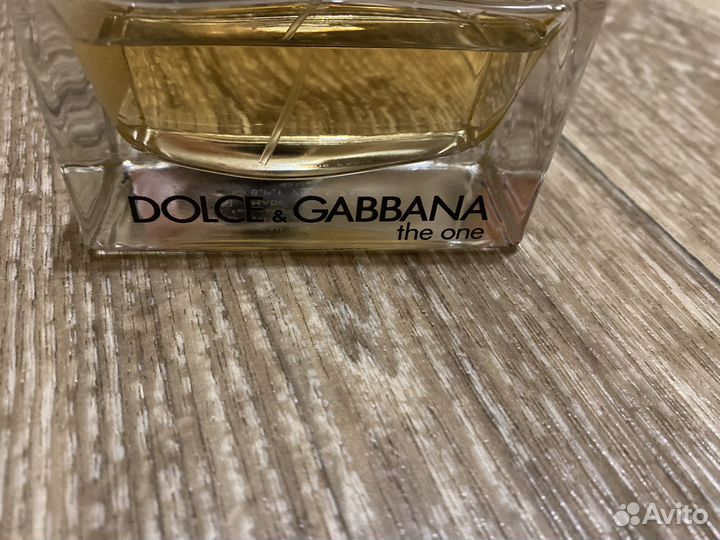 DOLCE & GABBANA
the one
Avito